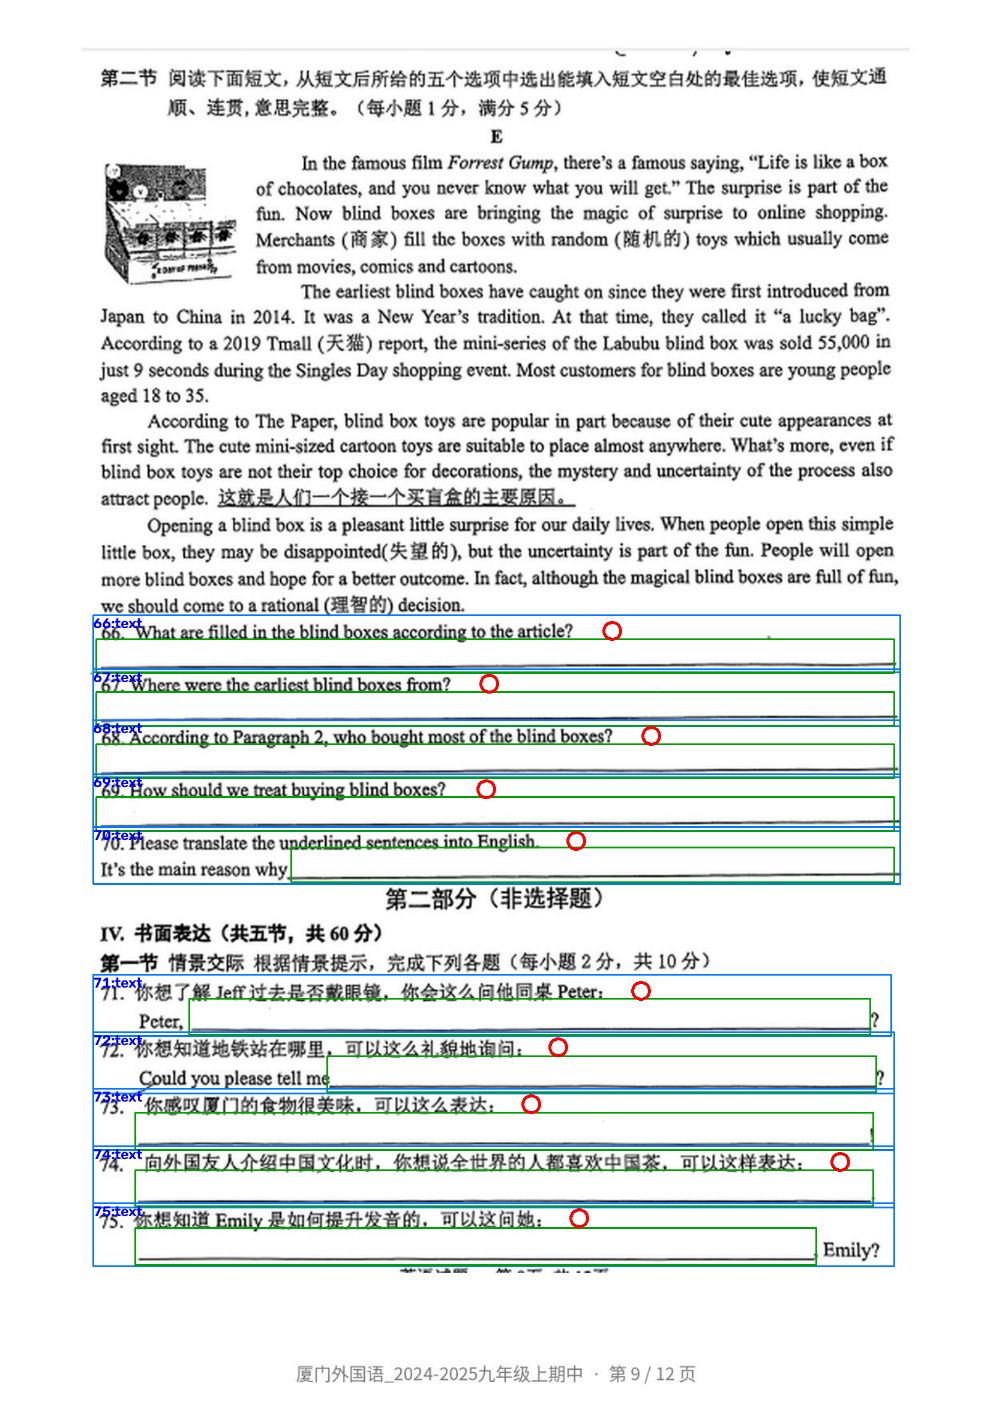 第二节 阅读下面短文，从短文后所给的五个选项中选出能填入短文空白处的最佳选项，使短文通
顺、连贯，意思完整。（每小题 1 分，满分 5 分）
E
In the famous film Forrest Gump, there's a famous saying, “Life is like a box
of chocolates, and you never know what you will get.” The surprise is part of the
fun. Now blind boxes are bringing the magic of surprise to online shopping.
Merchants (商家) fill the boxes with random (随机的) toys which usually come
from movies, comics and cartoons.
The earliest blind boxes have caught on since they were first introduced from
Japan to China in 2014. It was a New Year's tradition. At that time, they called it “a lucky bag”.
According to a 2019 Tmall (天猫) report, the mini-series of the Labubu blind box was sold 55,000 in
just 9 seconds during the Singles Day shopping event. Most customers for blind boxes are young people
aged 18 to 35.
According to The Paper, blind box toys are popular in part because of their cute appearances at
first sight. The cute mini-sized cartoon toys are suitable to place almost anywhere. What's more, even if
blind box toys are not their top choice for decorations, the mystery and uncertainty of the process also
attract people. 这就是人们一个接一个买盲盒的主要原因。
Opening a blind box is a pleasant little surprise for our daily lives. When people open this simple
little box, they may be disappointed(失望的), but the uncertainty is part of the fun. People will open
more blind boxes and hope for a better outcome. In fact, although the magical blind boxes are full of fun,
we should come to a rational (理智的) decision.
66:text
66. What are filled in the blind boxes according to the article?
67:text
67. Where were the earliest blind boxes from?
68:text
68. According to Paragraph 2, who bought most of the blind boxes?
69:text
69. How should we treat buying blind boxes?
70:text
70. Please translate the underlined sentences into English.
It's the main reason why
第二部分（非选择题）
IV. 书面表达（共五节，共 60 分）
第一节 情景交际 根据情景提示，完成下列各题（每小题 2 分，共 10 分）
71:text
71. 你想了解 Jeff 过去是否戴眼镜，你会这么问他同桌 Peter：
Peter, ?
72:text
72. 你想知道地铁站在哪里，可以这么礼貌地询问：
Could you please tell me ?
73:text
73. 你感叹厦门的食物很美味，可以这么表达：
!
74:text
74. 向外国友人介绍中国文化时，你想说全世界的人都喜欢中国茶，可以这样表达：
75:text
75. 你想知道 Emily 是如何提升发音的，可以这问她：
, Emily?
厦门外国语_2024-2025九年级上期中 · 第 9 / 12 页